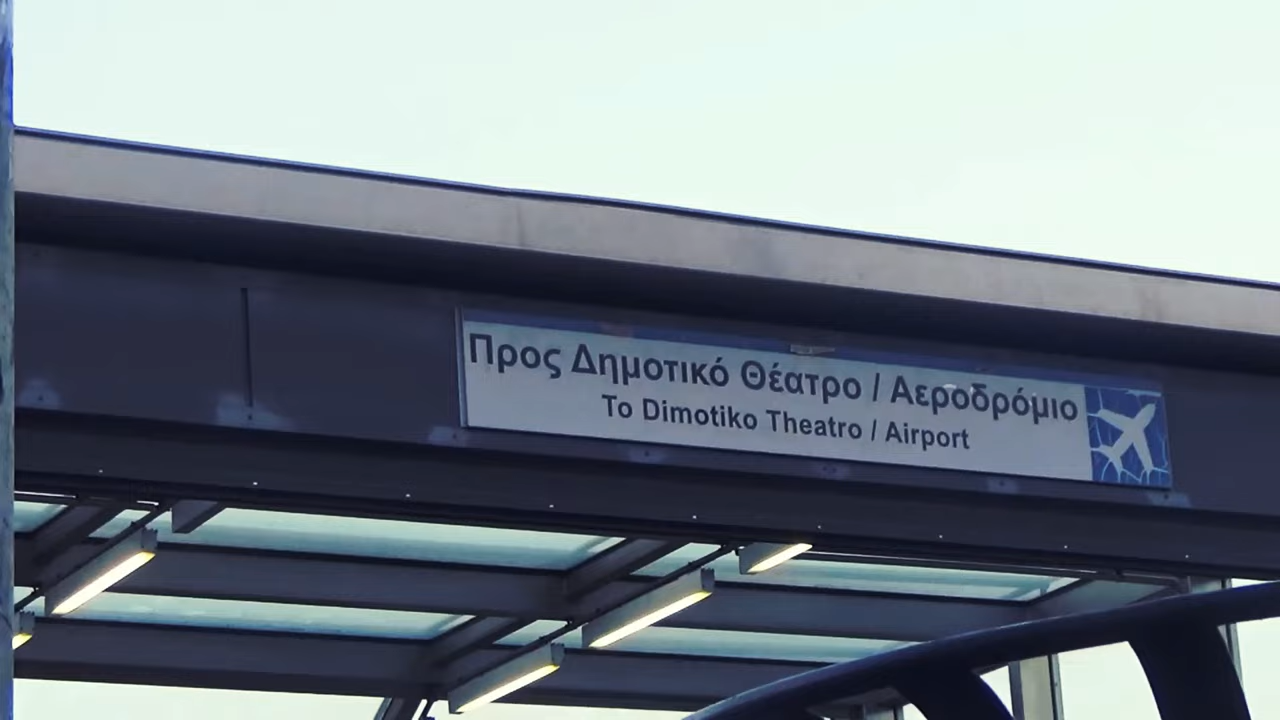 Προς Δημοτικό Θέατρο / Αεροδρόμιο
To Dimotiko Theatro / Airport